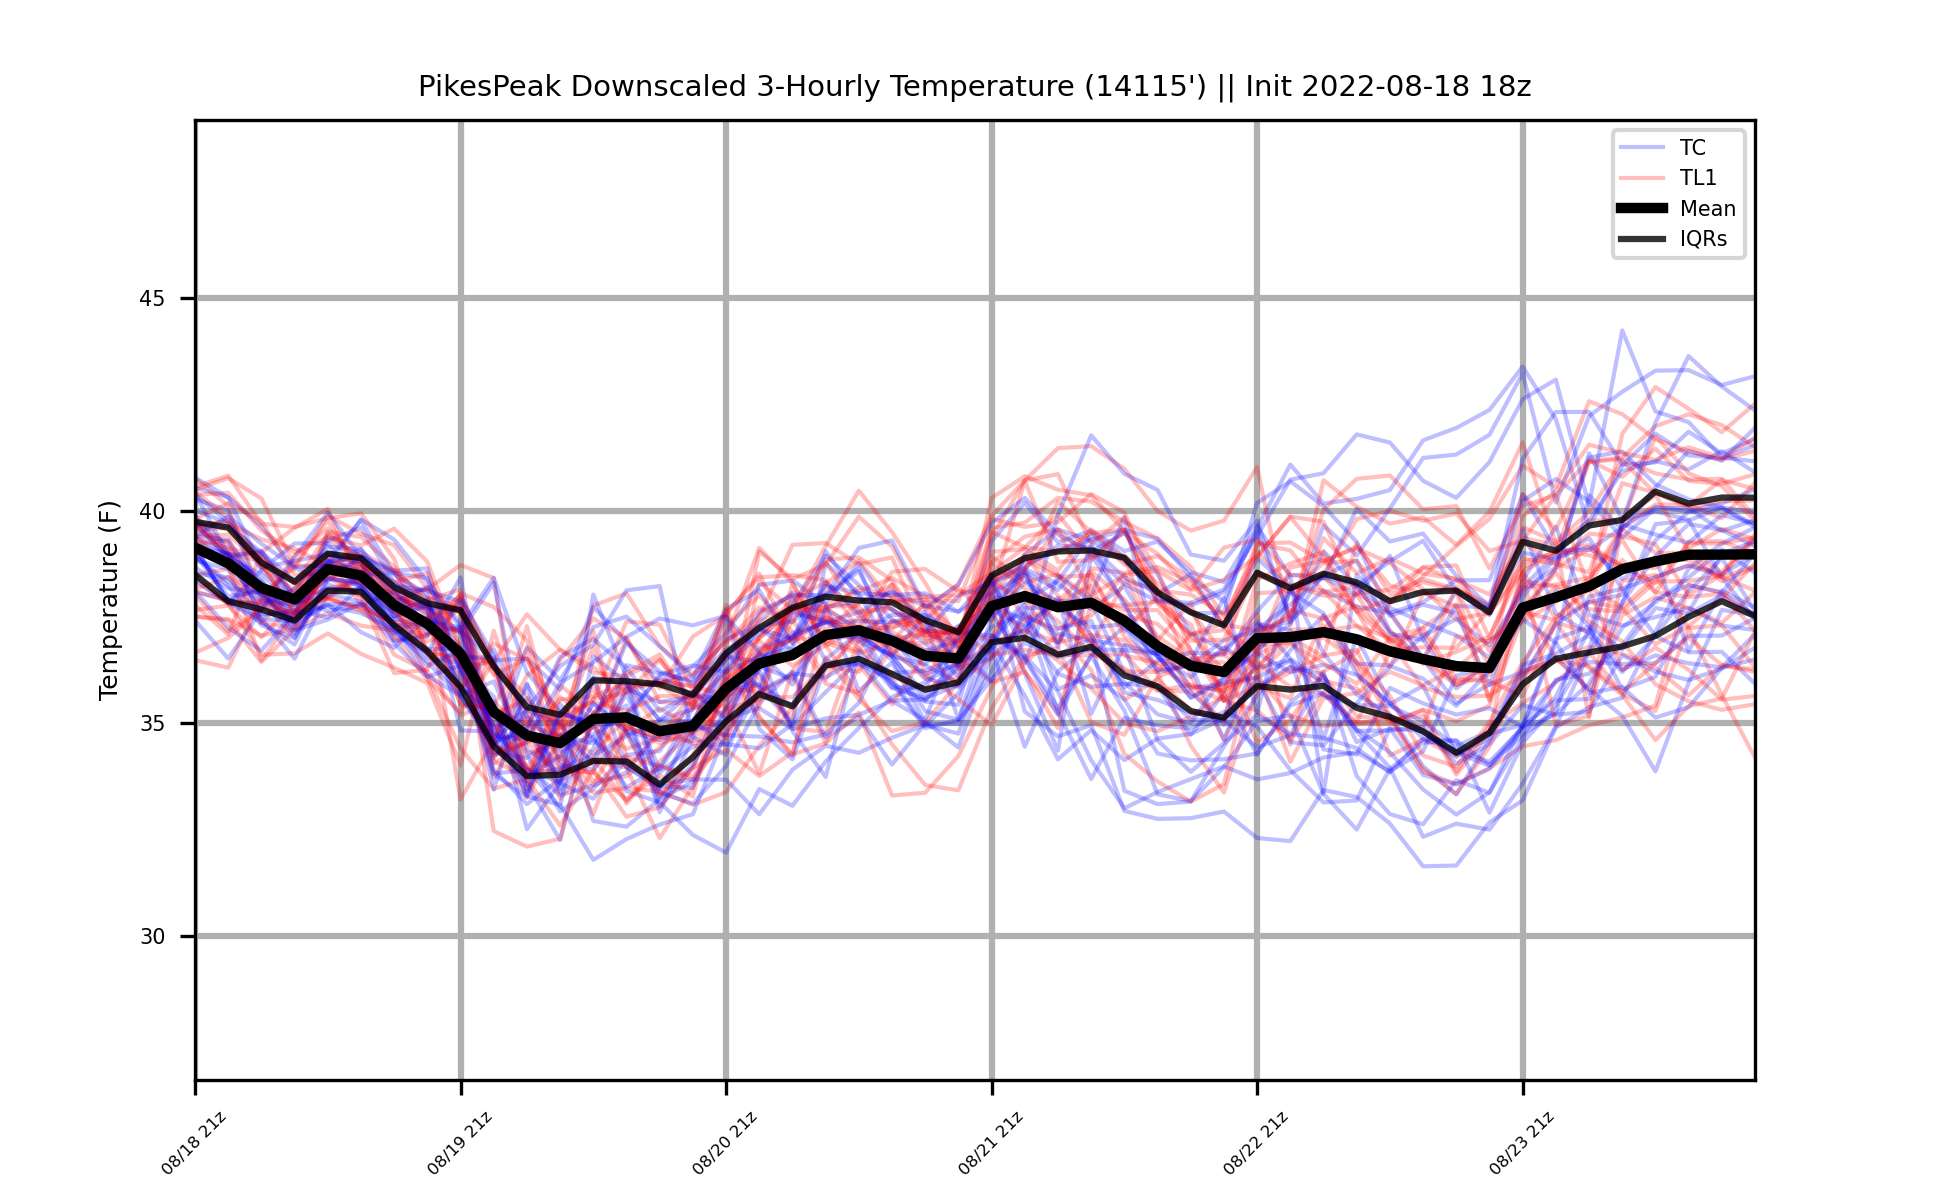 PikesPeak Downscaled 3-Hourly Temperature (14115') || Init 2022-08-18 18z
TC
TL1
Mean
IQRs
Temperature (F)
45
40
35
30
08/18 21z
08/19 21z
08/20 21z
08/21 21z
08/22 21z
08/23 21z